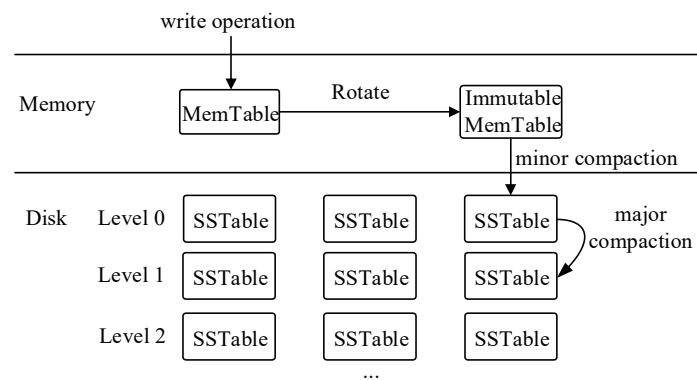 write operation
Memory
MemTable
Rotate
Immutable
MemTable
minor compaction
Disk
Level 0
SSTable
SSTable
SSTable
major
compaction
Level 1
SSTable
SSTable
SSTable
Level 2
SSTable
SSTable
SSTable
...